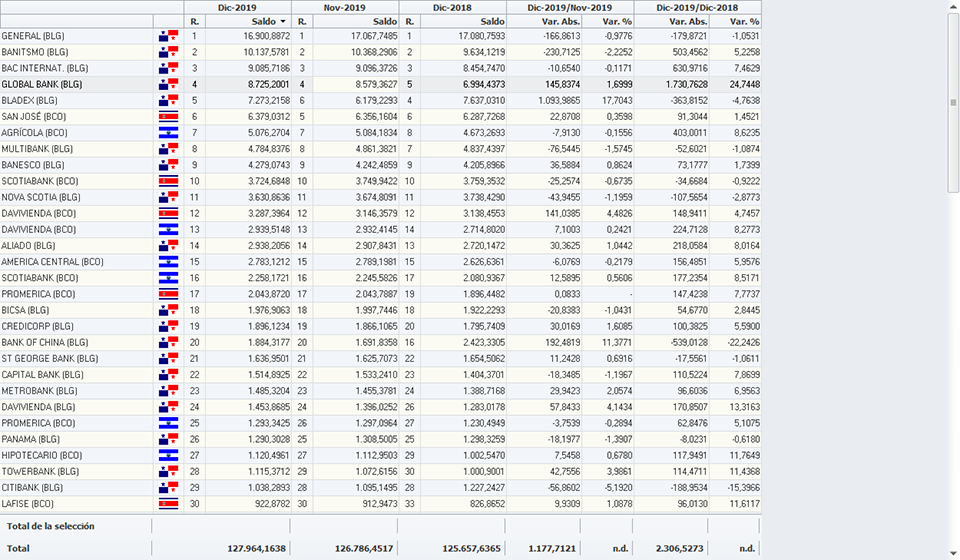 Dic-2019 Nov-2019 Dic-2018 Dic-2019/Nov-2019 Dic-2019/Dic-2018
R. Saldo R. Saldo R. Saldo Var. Abs. Var. % Var. Abs. Var. %
GENERAL (BLG) 1 16.900,8872 1 17.067,7485 1 17.080,7593 -166,8613 -0,9776 -179,8721 -1,0531
BANITSMO (BLG) 2 10.137,5781 2 10.368,2906 2 9.634,1219 -230,7125 -2,2252 503,4562 5,2258
BAC INTERNAT. (BLG) 3 9.085,7186 3 9.096,3726 3 8.454,7470 -10,6540 -0,1171 630,9716 7,4629
GLOBAL BANK (BLG) 4 8.725,2001 4 8.579,3627 5 6.994,4373 145,8374 1,6999 1.730,7628 24,7448
BLADEX (BLG) 5 7.273,2158 6 6.179,2293 4 7.637,0310 1.093,9865 17,7043 -363,8152 -4,7638
SAN JOSÉ (BCO) 6 6.379,0312 5 6.356,1604 6 6.287,7268 22,8708 0,3598 91,3044 1,4521
AGRÍCOLA (BCO) 7 5.076,2704 7 5.084,1834 8 4.673,2693 -7,9130 -0,1556 403,0011 8,6235
MULTIBANK (BLG) 8 4.784,8376 8 4.861,3821 7 4.837,4397 -76,5445 -1,5745 -52,6021 -1,0874
BANESCO (BLG) 9 4.279,0743 9 4.242,4859 9 4.205,8966 36,5884 0,8624 73,1777 1,7399
SCOTIABANK (BCO) 10 3.724,6848 10 3.749,9422 10 3.759,3532 -25,2574 -0,6735 -34,6684 -0,9222
NOVA SCOTIA (BLG) 11 3.630,8636 11 3.674,8091 11 3.738,4290 -43,9455 -1,1959 -107,5654 -2,8773
DAVIVIENDA (BCO) 12 3.287,3964 12 3.146,3579 12 3.138,4553 141,0385 4,4826 148,9411 4,7457
DAVIVIENDA (BCO) 13 2.939,5148 13 2.932,4145 14 2.714,8020 7,1003 0,2421 224,7128 8,2773
ALIADO (BLG) 14 2.938,2056 14 2.907,8431 13 2.720,1472 30,3625 1,0442 218,0584 8,0164
AMERICA CENTRAL (BCO) 15 2.783,1212 15 2.789,1981 15 2.626,6361 -6,0769 -0,2179 156,4851 5,9576
SCOTIABANK (BCO) 16 2.258,1721 16 2.245,5826 17 2.080,9367 12,5895 0,5606 177,2354 8,5171
PROMERICA (BCO) 17 2.043,8720 17 2.043,7887 19 1.896,4482 0,0833 - 147,4238 7,7737
BICSA (BLG) 18 1.976,9063 18 1.997,7446 18 1.922,2293 -20,8383 -1,0431 54,6770 2,8445
CREDICORP (BLG) 19 1.896,1234 19 1.866,1065 20 1.795,7409 30,0169 1,6085 100,3825 5,5900
BANK OF CHINA (BLG) 20 1.884,3177 20 1.691,8358 16 2.423,3305 192,4819 11,3771 -539,0128 -22,2426
ST GEORGE BANK (BLG) 21 1.636,9501 21 1.625,7073 22 1.654,5062 11,2428 0,6916 -17,5561 -1,0611
CAPITAL BANK (BLG) 22 1.514,8925 22 1.533,2410 23 1.404,3701 -18,3485 -1,1967 110,5224 7,8699
METROBANK (BLG) 23 1.485,3204 23 1.455,3781 24 1.388,7168 29,9423 2,0574 96,6036 6,9563
DAVIVIENDA (BLG) 24 1.453,8685 24 1.396,0252 26 1.283,0178 57,8433 4,1434 170,8507 13,3163
PROMERICA (BCO) 25 1.293,3425 26 1.297,0964 27 1.230,4949 -3,7539 -0,2894 62,8476 5,1075
PANAMA (BLG) 26 1.290,3028 25 1.308,5005 25 1.298,3259 -18,1977 -1,3907 -8,0231 -0,6180
HIPOTECARIO (BCO) 27 1.120,4961 27 1.112,9503 29 1.002,5470 7,5458 0,6780 117,9491 11,7649
TOWERBANK (BLG) 28 1.115,3712 29 1.072,6156 30 1.000,9001 42,7556 3,9861 114,4711 11,4368
CITIBANK (BLG) 29 1.038,2893 28 1.095,1495 28 1.227,2427 -56,8602 -5,1920 -188,9534 -15,3966
LAFISE (BCO) 30 922,8782 30 912,9473 33 826,8652 9,9309 1,0878 96,0130 11,6117
Total de la selección
Total 127.964,1638 126.786,4517 125.657,6365 1.177,7121 n.d. 2.306,5273 n.d.